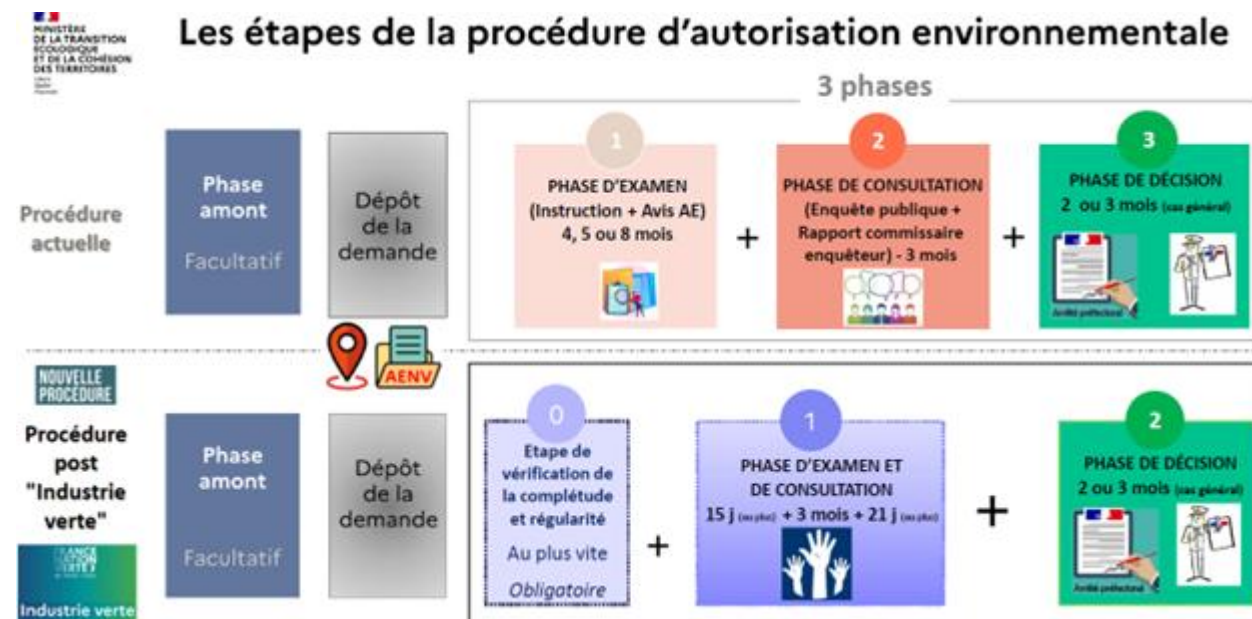 MINISTÈRE
DE LA TRANSITION
ÉCOLOGIQUE
ET DE LA COHÉSION
DES TERRITOIRES
Les étapes de la procédure d’autorisation environnementale
3 phases
Procédure
actuelle
Phase
amont
Facultatif
Dépôt
de la
demande
1
PHASE D’EXAMEN
(Instruction + Avis AE)
4, 5 ou 8 mois
+
2
PHASE DE CONSULTATION
(Enquête publique +
Rapport commissaire
enquêteur) - 3 mois
+
3
PHASE DE DÉCISION
2 ou 3 mois (cas général)
Arrêté préfectoral
AENV
NOUVELLE
PROCÉDURE
Procédure
post
"Industrie
verte"
Industrie verte
Phase
amont
Facultatif
Dépôt
de la
demande
0
Etape de
vérification de
la complétude
et régularité
Au plus vite
Obligatoire
+
1
PHASE D’EXAMEN ET
DE CONSULTATION
15 j (au plus) + 3 mois + 21 j (au plus)
+
2
PHASE DE DÉCISION
2 ou 3 mois (cas général)
Arrêté préfectoral